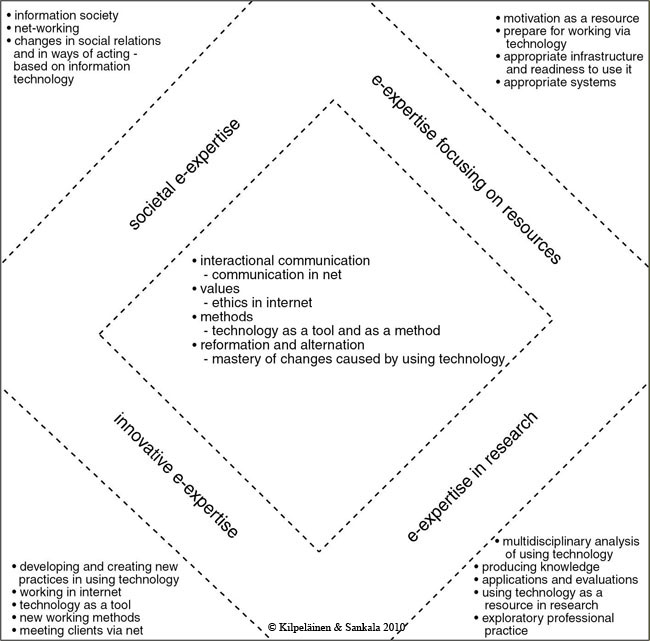 • information society
• net-working
• changes in social relations
and in ways of acting -
based on information
technology
• motivation as a resource
• prepare for working via
technology
• appropriate infrastructure
and readiness to use it
• appropriate systems
societal e-expertise
e-expertise focusing on resources
• interactional communication
- communication in net
• values
- ethics in internet
• methods
- technology as a tool and as a method
• reformation and alternation
- mastery of changes caused by using technology
innovative e-expertise
e-expertise in research
• developing and creating new
practices in using technology
• working in internet
• technology as a tool
• new working methods
• meeting clients via net
• multidisciplinary analysis
of using technology
• producing knowledge
• applications and evaluations
• using technology as a
resource in research
• exploratory professional
practice
© Kilpeläinen & Sankala 2010